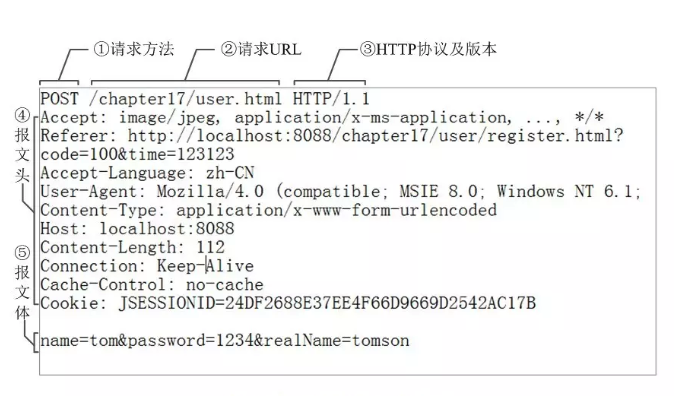 ①请求方法 ②请求URL ③HTTP协议及版本
POST /chapter17/user.html HTTP/1.1
④报文头
Accept: image/jpeg, application/x-ms-application, ..., */*
Referer: http://localhost:8088/chapter17/user/register.html?
code=100&time=123123
Accept-Language: zh-CN
User-Agent: Mozilla/4.0 (compatible; MSIE 8.0; Windows NT 6.1;
Content-Type: application/x-www-form-urlencoded
Host: localhost:8088
Content-Length: 112
Connection: Keep-Alive
Cache-Control: no-cache
Cookie: JSESSIONID=24DF2688E37EE4F66D9669D2542AC17B
⑤报文体
name=tom&password=1234&realName=tomson